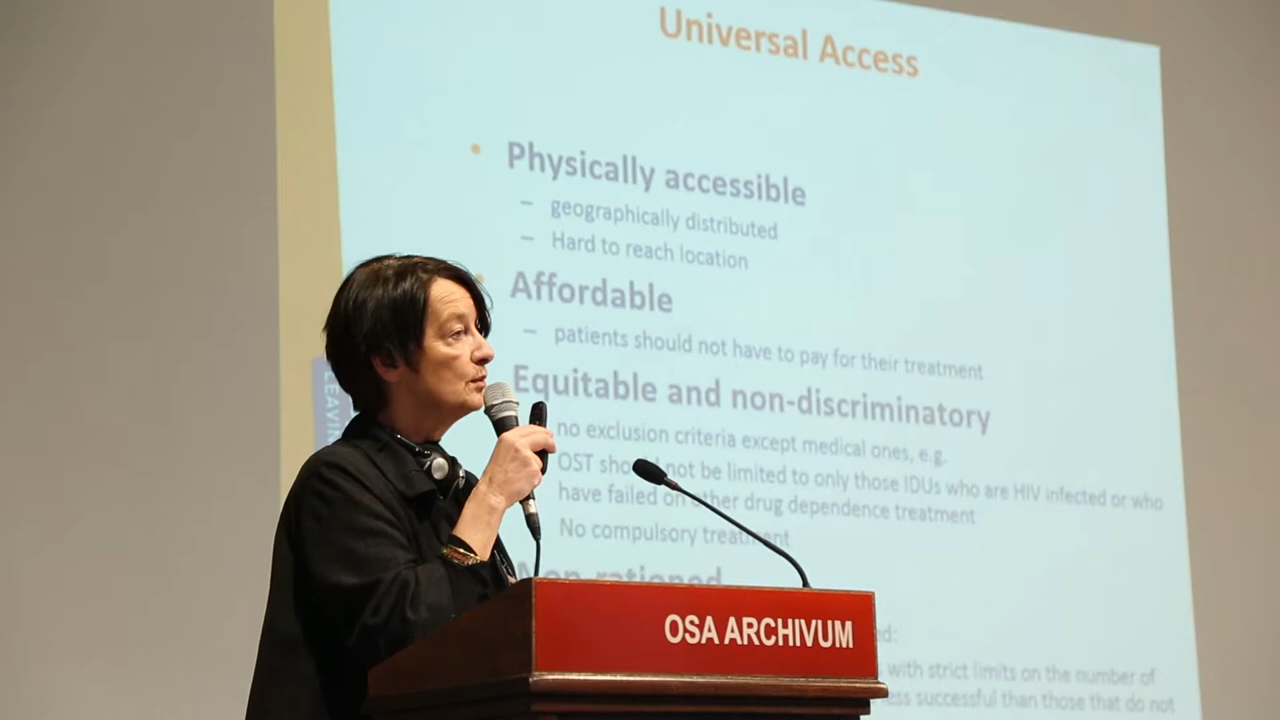 Universal Access
• Physically accessible
– geographically distributed
– Hard to reach location
Affordable
– patients should not have to pay for their treatment
Equitable and non-discriminatory
no exclusion criteria except medical ones, e.g.
OST should not be limited to only those IDUs who are HIV infected or who
have failed on other drug dependence treatment
No compulsory treatment
Non-rationed
with strict limits on the number of
successful than those that do not
OSA ARCHIVUM